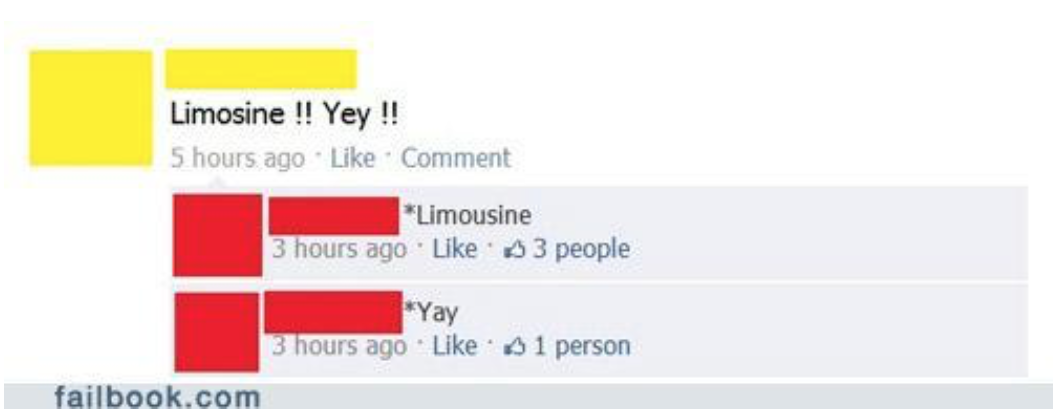 Limosine !! Yey !!
5 hours ago · Like · Comment
*Limousine
3 hours ago · Like · 3 people
*Yay
3 hours ago · Like · 1 person
failbook.com